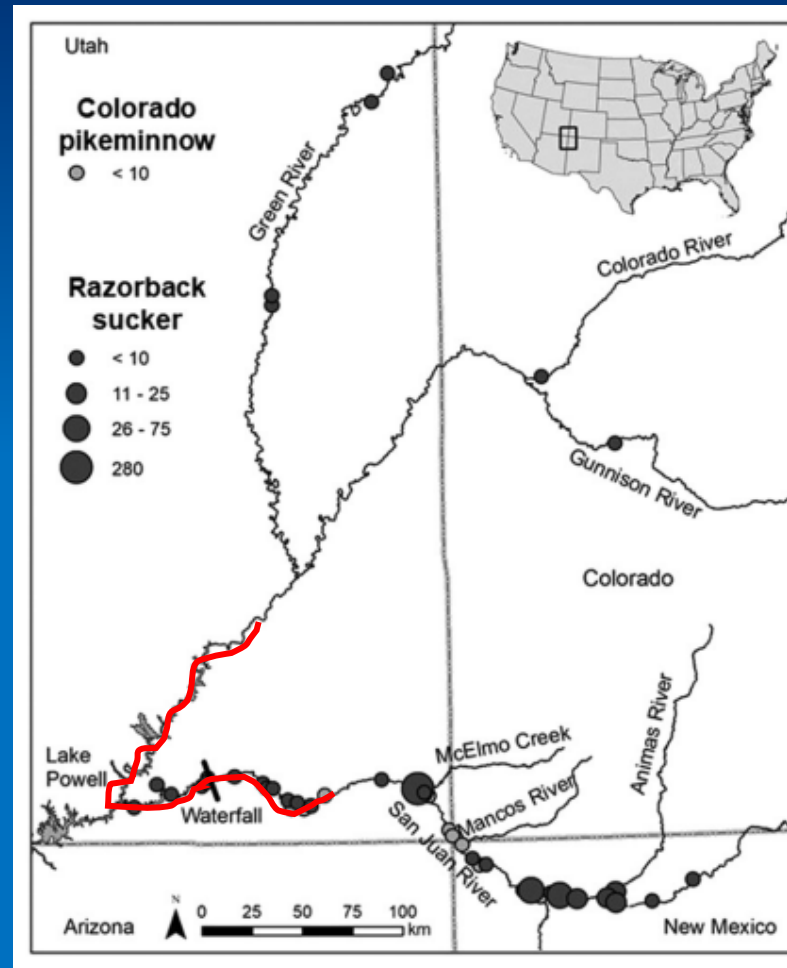 Utah
Colorado
pikeminnow
< 10
Green River
Razorback
sucker
< 10
11 - 25
26 - 75
280
Colorado River
Gunnison River
Colorado
Animas River
McElmo Creek
Mancos River
San Juan River
Lake
Powell
Waterfall
Arizona
N
0 25 50 75 100
km
New Mexico